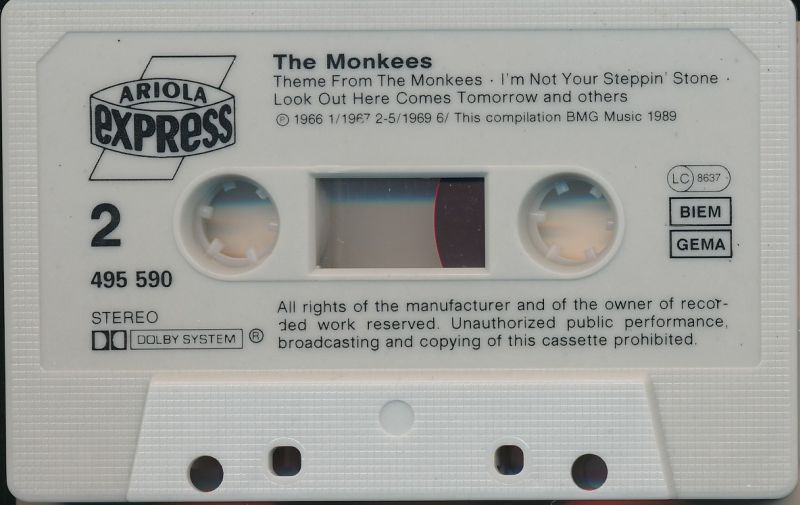 The Monkees
Theme From The Monkees · I'm Not Your Steppin' Stone ·
Look Out Here Comes Tomorrow and others
℗ 1966 1/1967 2-5/1969 6/ This compilation BMG Music 1989
ARIOLA
EXPRESS
LC 8637
2
BIEM
GEMA
495 590
STEREO
DOLBY SYSTEM ®
All rights of the manufacturer and of the owner of recor-
ded work reserved. Unauthorized public performance,
broadcasting and copying of this cassette prohibited.